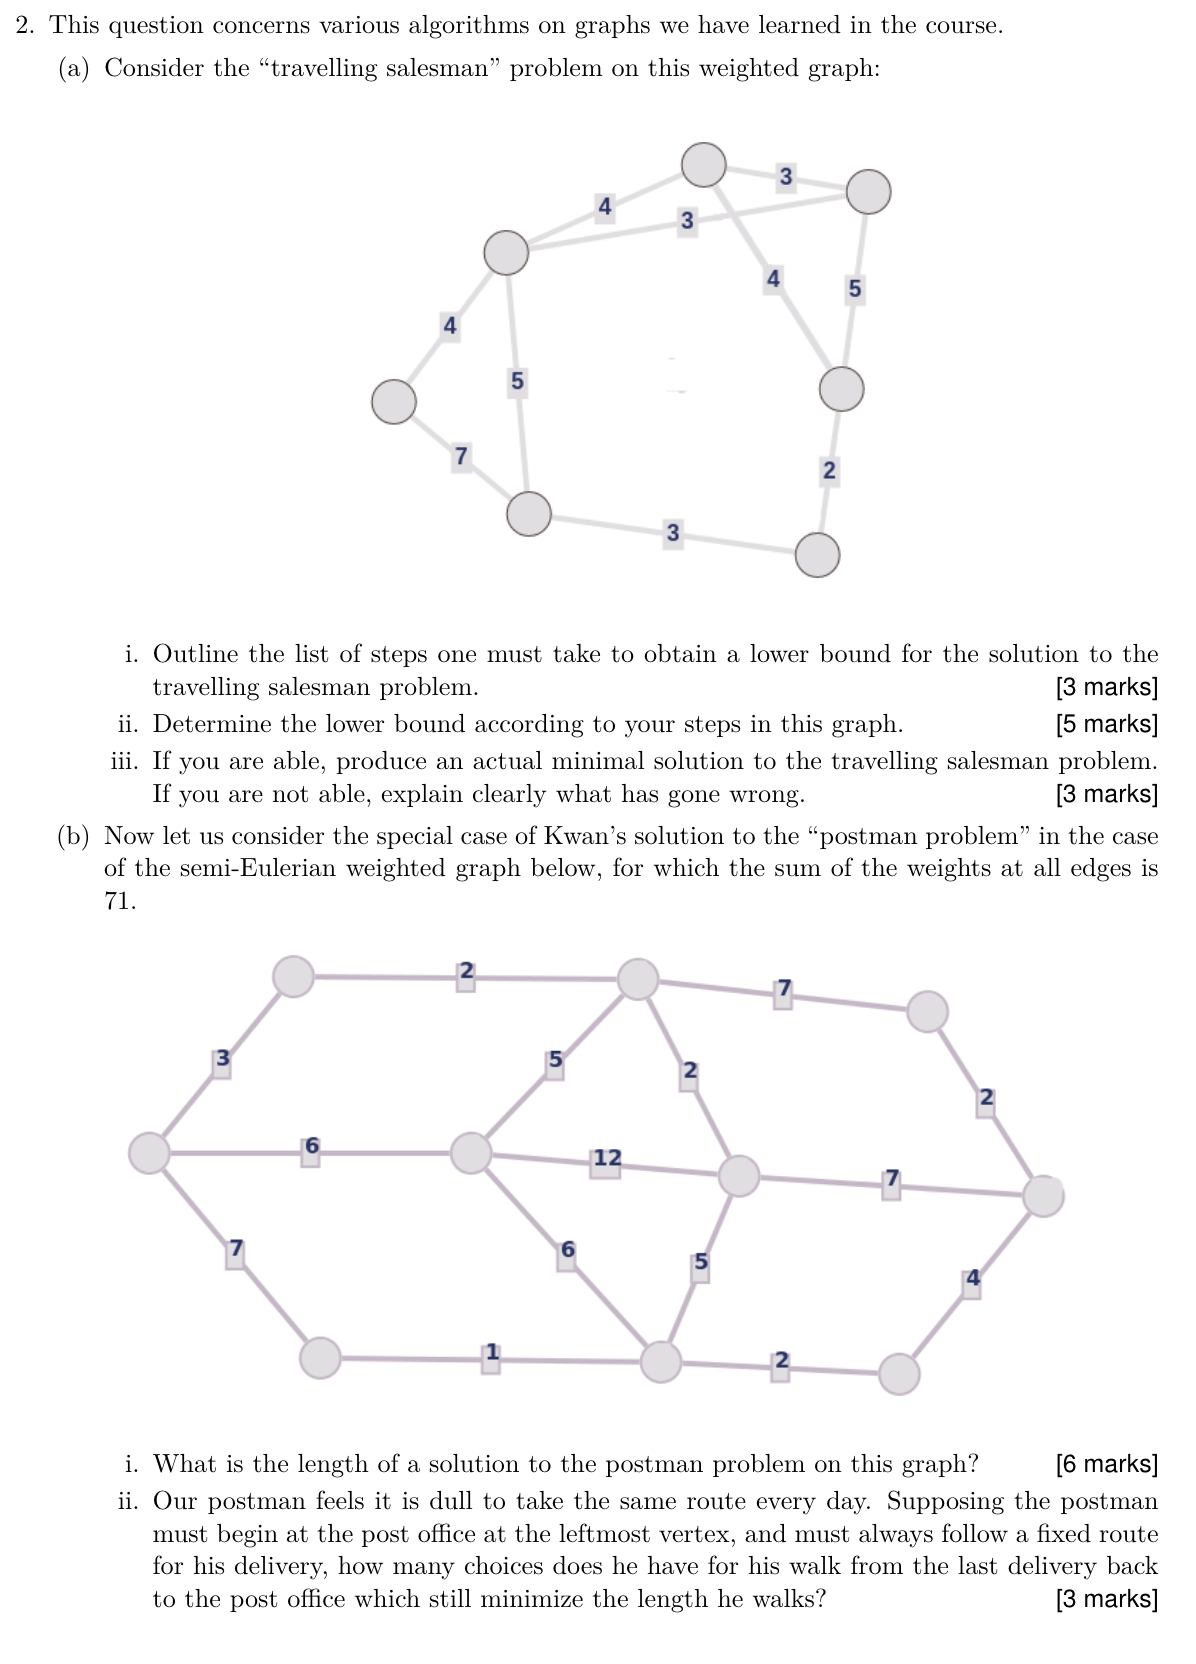 2. This question concerns various algorithms on graphs we have learned in the course.
(a) Consider the “travelling salesman” problem on this weighted graph:
3
4
3
4
5
4
5
7
2
3
i. Outline the list of steps one must take to obtain a lower bound for the solution to the
travelling salesman problem. [3 marks]
ii. Determine the lower bound according to your steps in this graph. [5 marks]
iii. If you are able, produce an actual minimal solution to the travelling salesman problem.
If you are not able, explain clearly what has gone wrong. [3 marks]
(b) Now let us consider the special case of Kwan’s solution to the “postman problem” in the case
of the semi-Eulerian weighted graph below, for which the sum of the weights at all edges is
71.
2
7
3
5
2
2
6
12
7
7
6
5
4
1
2
i. What is the length of a solution to the postman problem on this graph? [6 marks]
ii. Our postman feels it is dull to take the same route every day. Supposing the postman
must begin at the post office at the leftmost vertex, and must always follow a fixed route
for his delivery, how many choices does he have for his walk from the last delivery back
to the post office which still minimize the length he walks? [3 marks]